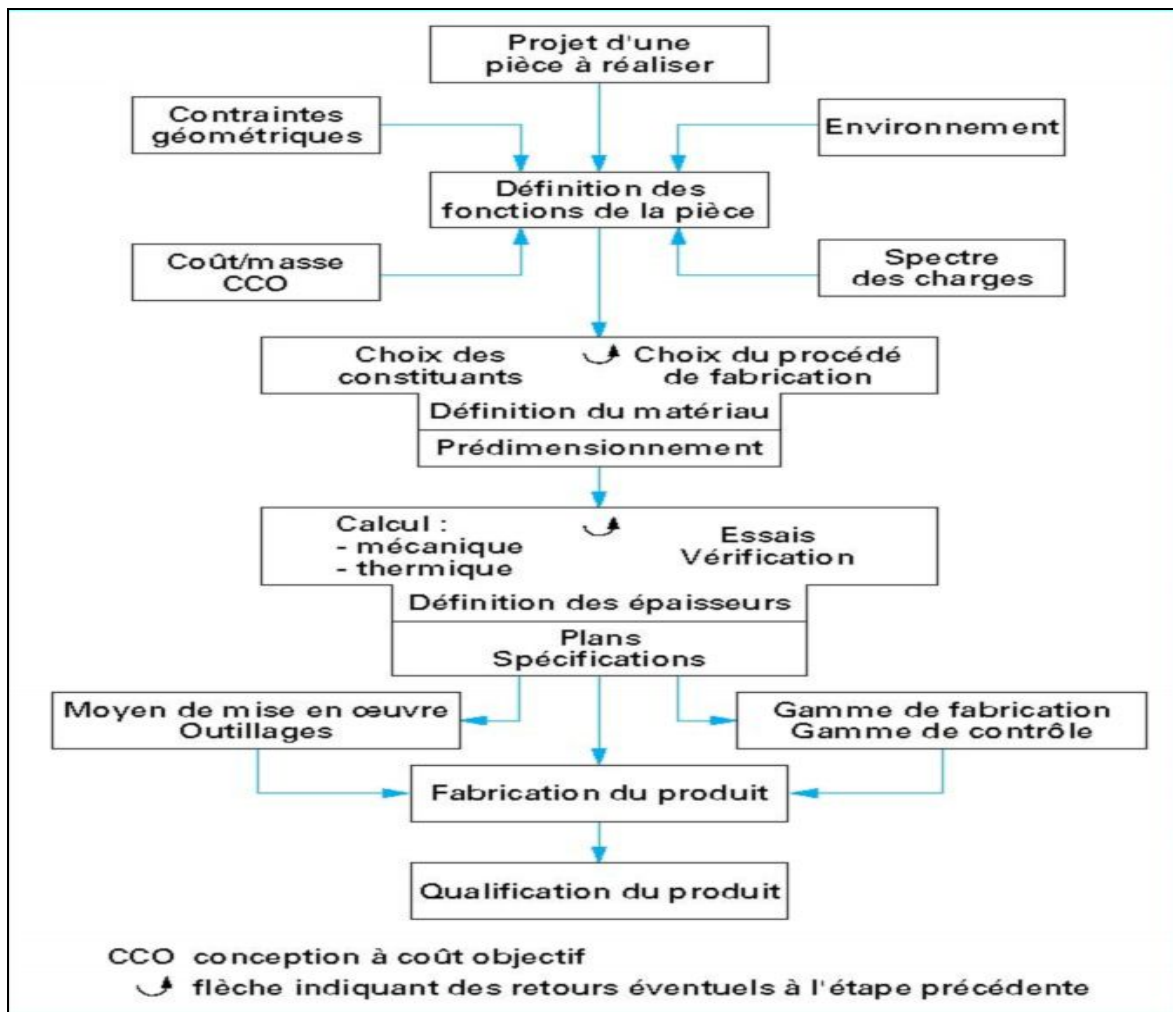 Projet d'une
pièce à réaliser
Contraintes
géométriques
Environnement
Définition des
fonctions de la pièce
Coût/masse
CCO
Spectre
des charges
Choix des
constituants
Choix du procédé
de fabrication
Définition du matériau
Prédimensionnement
Calcul :
- mécanique
- thermique
Essais
Vérification
Définition des épaisseurs
Plans
Spécifications
Moyen de mise en œuvre
Outillages
Gamme de fabrication
Gamme de contrôle
Fabrication du produit
Qualification du produit
CCO conception à coût objectif
flèche indiquant des retours éventuels à l'étape précédente